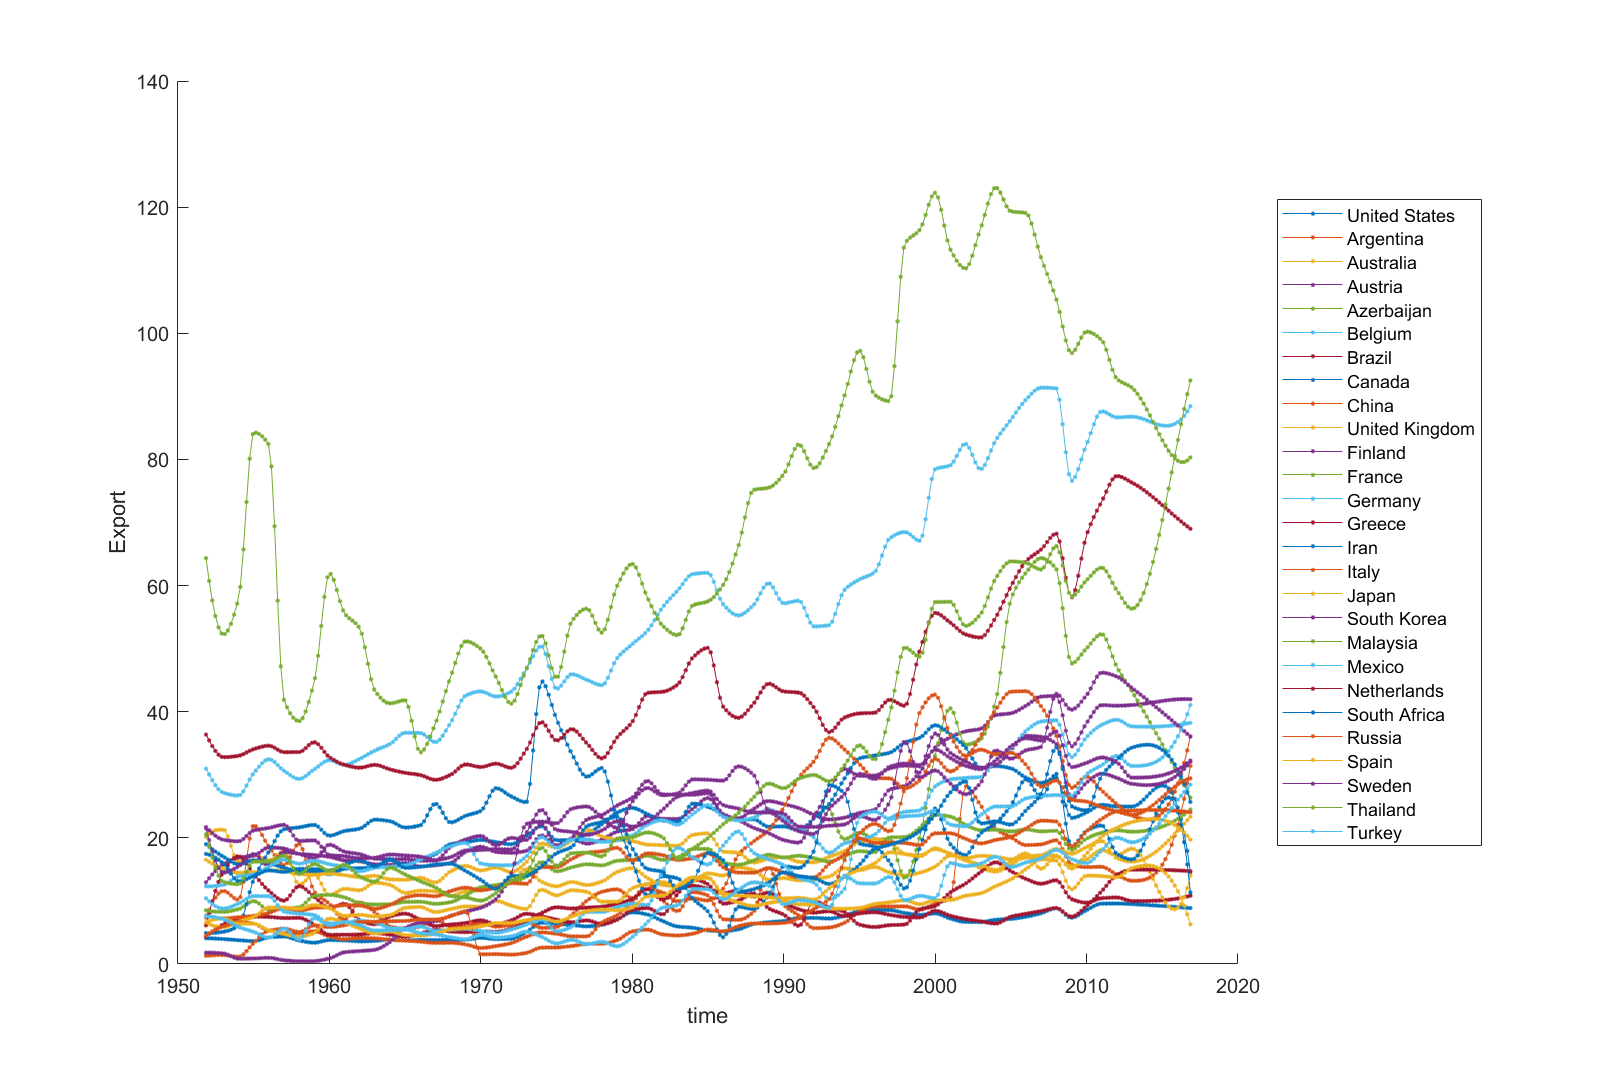 140
120
100
80
60
40
20
0
Export
1950 1960 1970 1980 1990 2000 2010 2020
time
United States
Argentina
Australia
Austria
Azerbaijan
Belgium
Brazil
Canada
China
United Kingdom
Finland
France
Germany
Greece
Iran
Italy
Japan
South Korea
Malaysia
Mexico
Netherlands
South Africa
Russia
Spain
Sweden
Thailand
Turkey